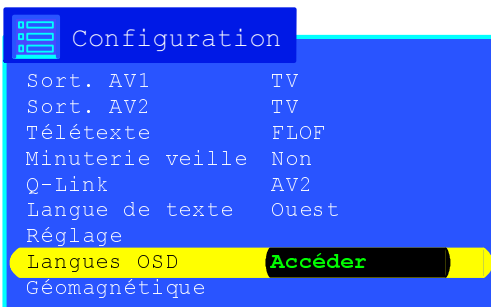 Configuration
Sort. AV1 TV
Sort. AV2 TV
Télétexte FLOF
Minuterie veille Non
Q-Link AV2
Langue de texte Ouest
Réglage
Langues OSD Accéder
Géomagnétique